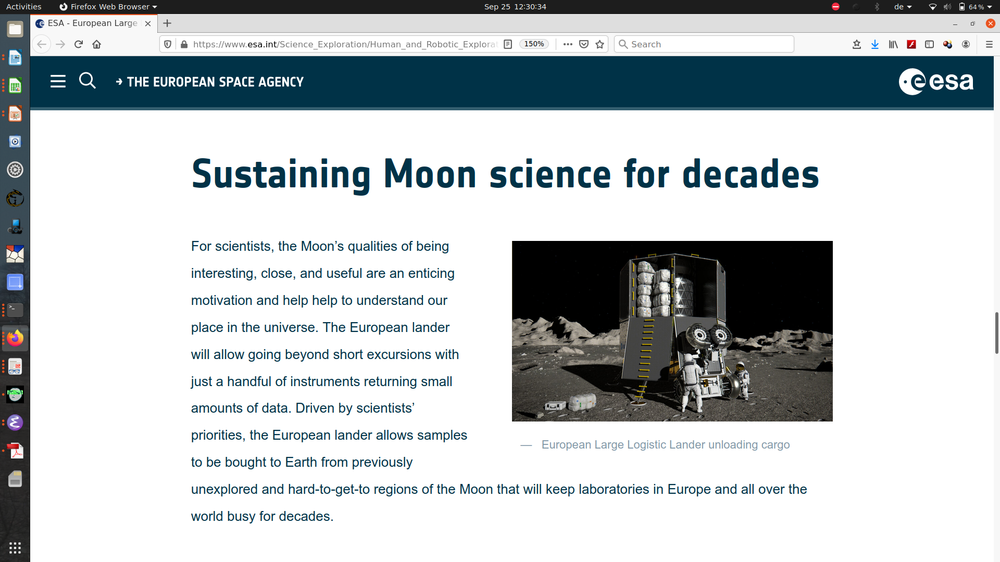 Activities Firefox Web Browser Sep 25 12:30:34 de 64 %
ESA - European Large
https://www.esa.int/Science_Exploration/Human_and_Robotic_Explorat 150% Search
→ THE EUROPEAN SPACE AGENCY esa
Sustaining Moon science for decades
For scientists, the Moon’s qualities of being
interesting, close, and useful are an enticing
motivation and help help to understand our
place in the universe. The European lander
will allow going beyond short excursions with
just a handful of instruments returning small
amounts of data. Driven by scientists’
priorities, the European lander allows samples
to be bought to Earth from previously
unexplored and hard-to-get-to regions of the Moon that will keep laboratories in Europe and all over the
world busy for decades.
— European Large Logistic Lander unloading cargo